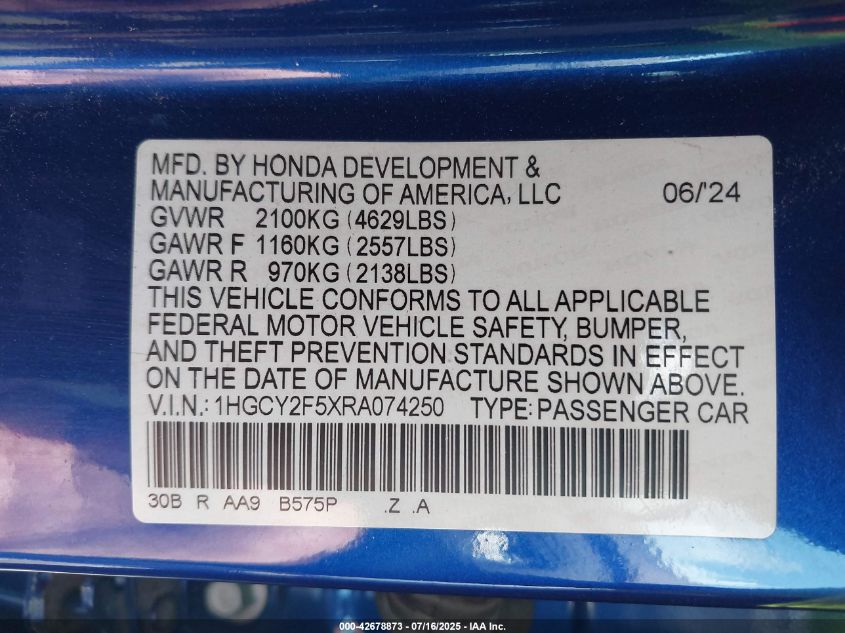 MFD. BY HONDA DEVELOPMENT &
MANUFACTURING OF AMERICA, LLC 06/'24
GVWR 2100KG (4629LBS)
GAWR F 1160KG (2557LBS)
GAWR R 970KG (2138LBS)
THIS VEHICLE CONFORMS TO ALL APPLICABLE
FEDERAL MOTOR VEHICLE SAFETY, BUMPER,
AND THEFT PREVENTION STANDARDS IN EFFECT
ON THE DATE OF MANUFACTURE SHOWN ABOVE.
V.I.N.: 1HGCY2F5XRA074250 TYPE: PASSENGER CAR
30B R AA9 B575P .Z .A
000-42678873 - 07/16/2025 - IAA Inc.